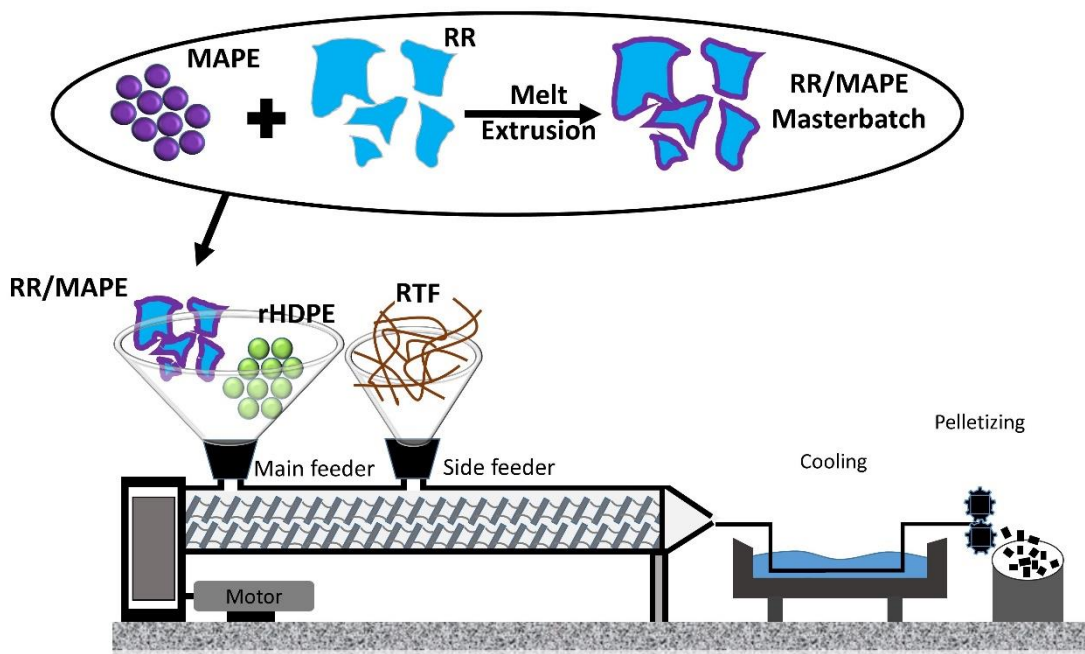 MAPE
RR
Melt
Extrusion
RR/MAPE
Masterbatch
RR/MAPE
rHDPE
RTF
Main feeder
Side feeder
Cooling
Pelletizing
Motor